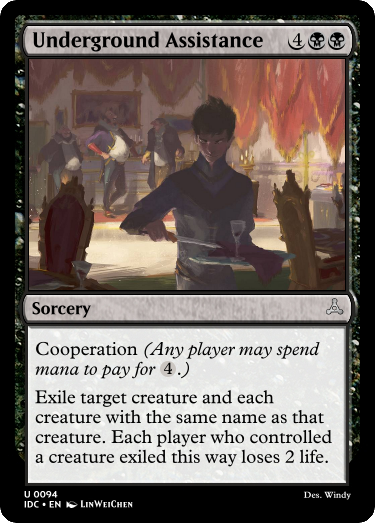 Underground Assistance 4
Sorcery
Cooperation (Any player may spend
mana to pay for 4.)
Exile target creature and each
creature with the same name as that
creature. Each player who controlled
a creature exiled this way loses 2 life.
U 0094
IDC • EN LinWeiChen
Des. Windy